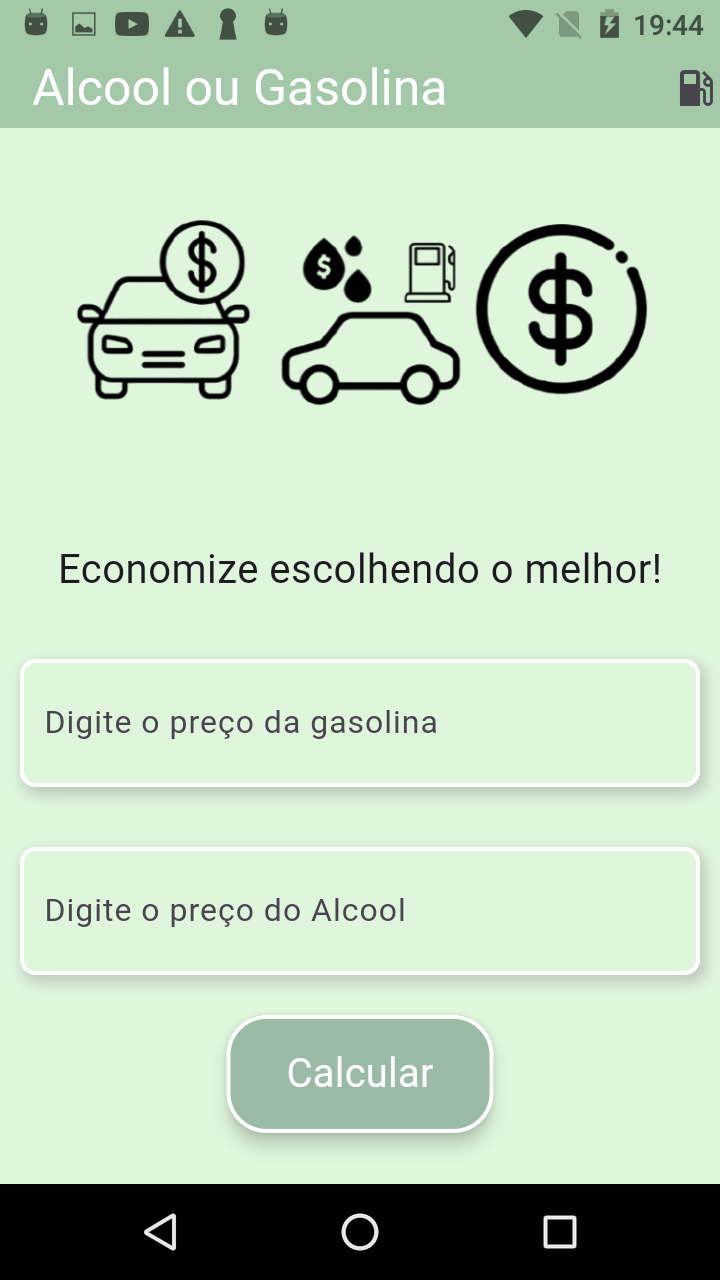 19:44
Alcool ou Gasolina
Economize escolhendo o melhor!
Digite o preço da gasolina
Digite o preço do Alcool
Calcular